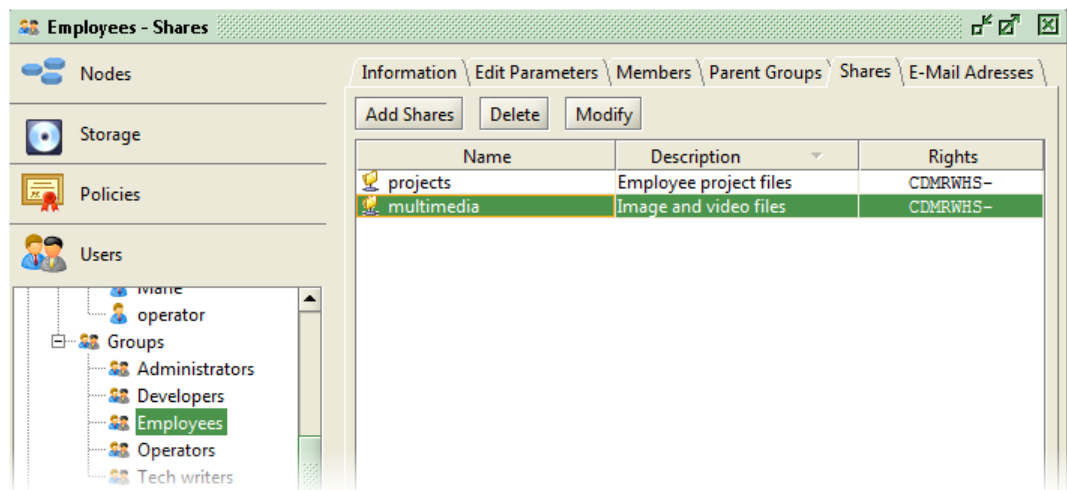 Employees - Shares
Nodes
Storage
Policies
Users
Marie
operator
Groups
Administrators
Developers
Employees
Operators
Tech writers
Information Edit Parameters Members Parent Groups Shares E-Mail Adresses
Add Shares Delete Modify
Name Description Rights
projects Employee project files CDMRWHS-
multimedia Image and video files CDMRWHS-